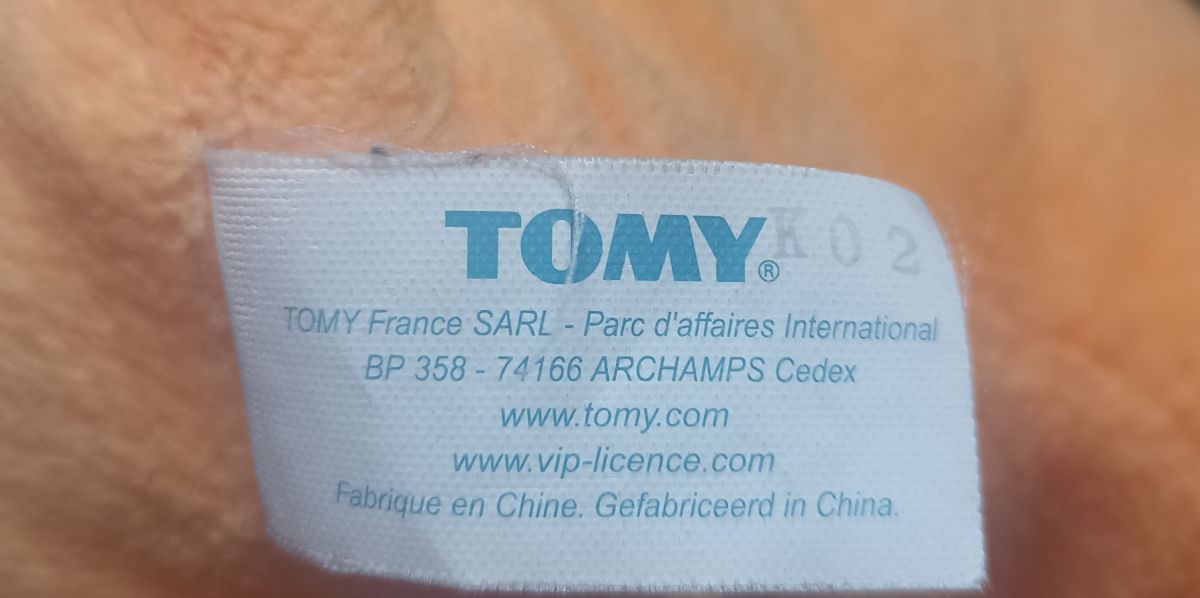 TOMY® K02
TOMY France SARL - Parc d'affaires International
BP 358 - 74166 ARCHAMPS Cedex
www.tomy.com
www.vip-licence.com
Fabrique en Chine. Gefabriceerd in China.